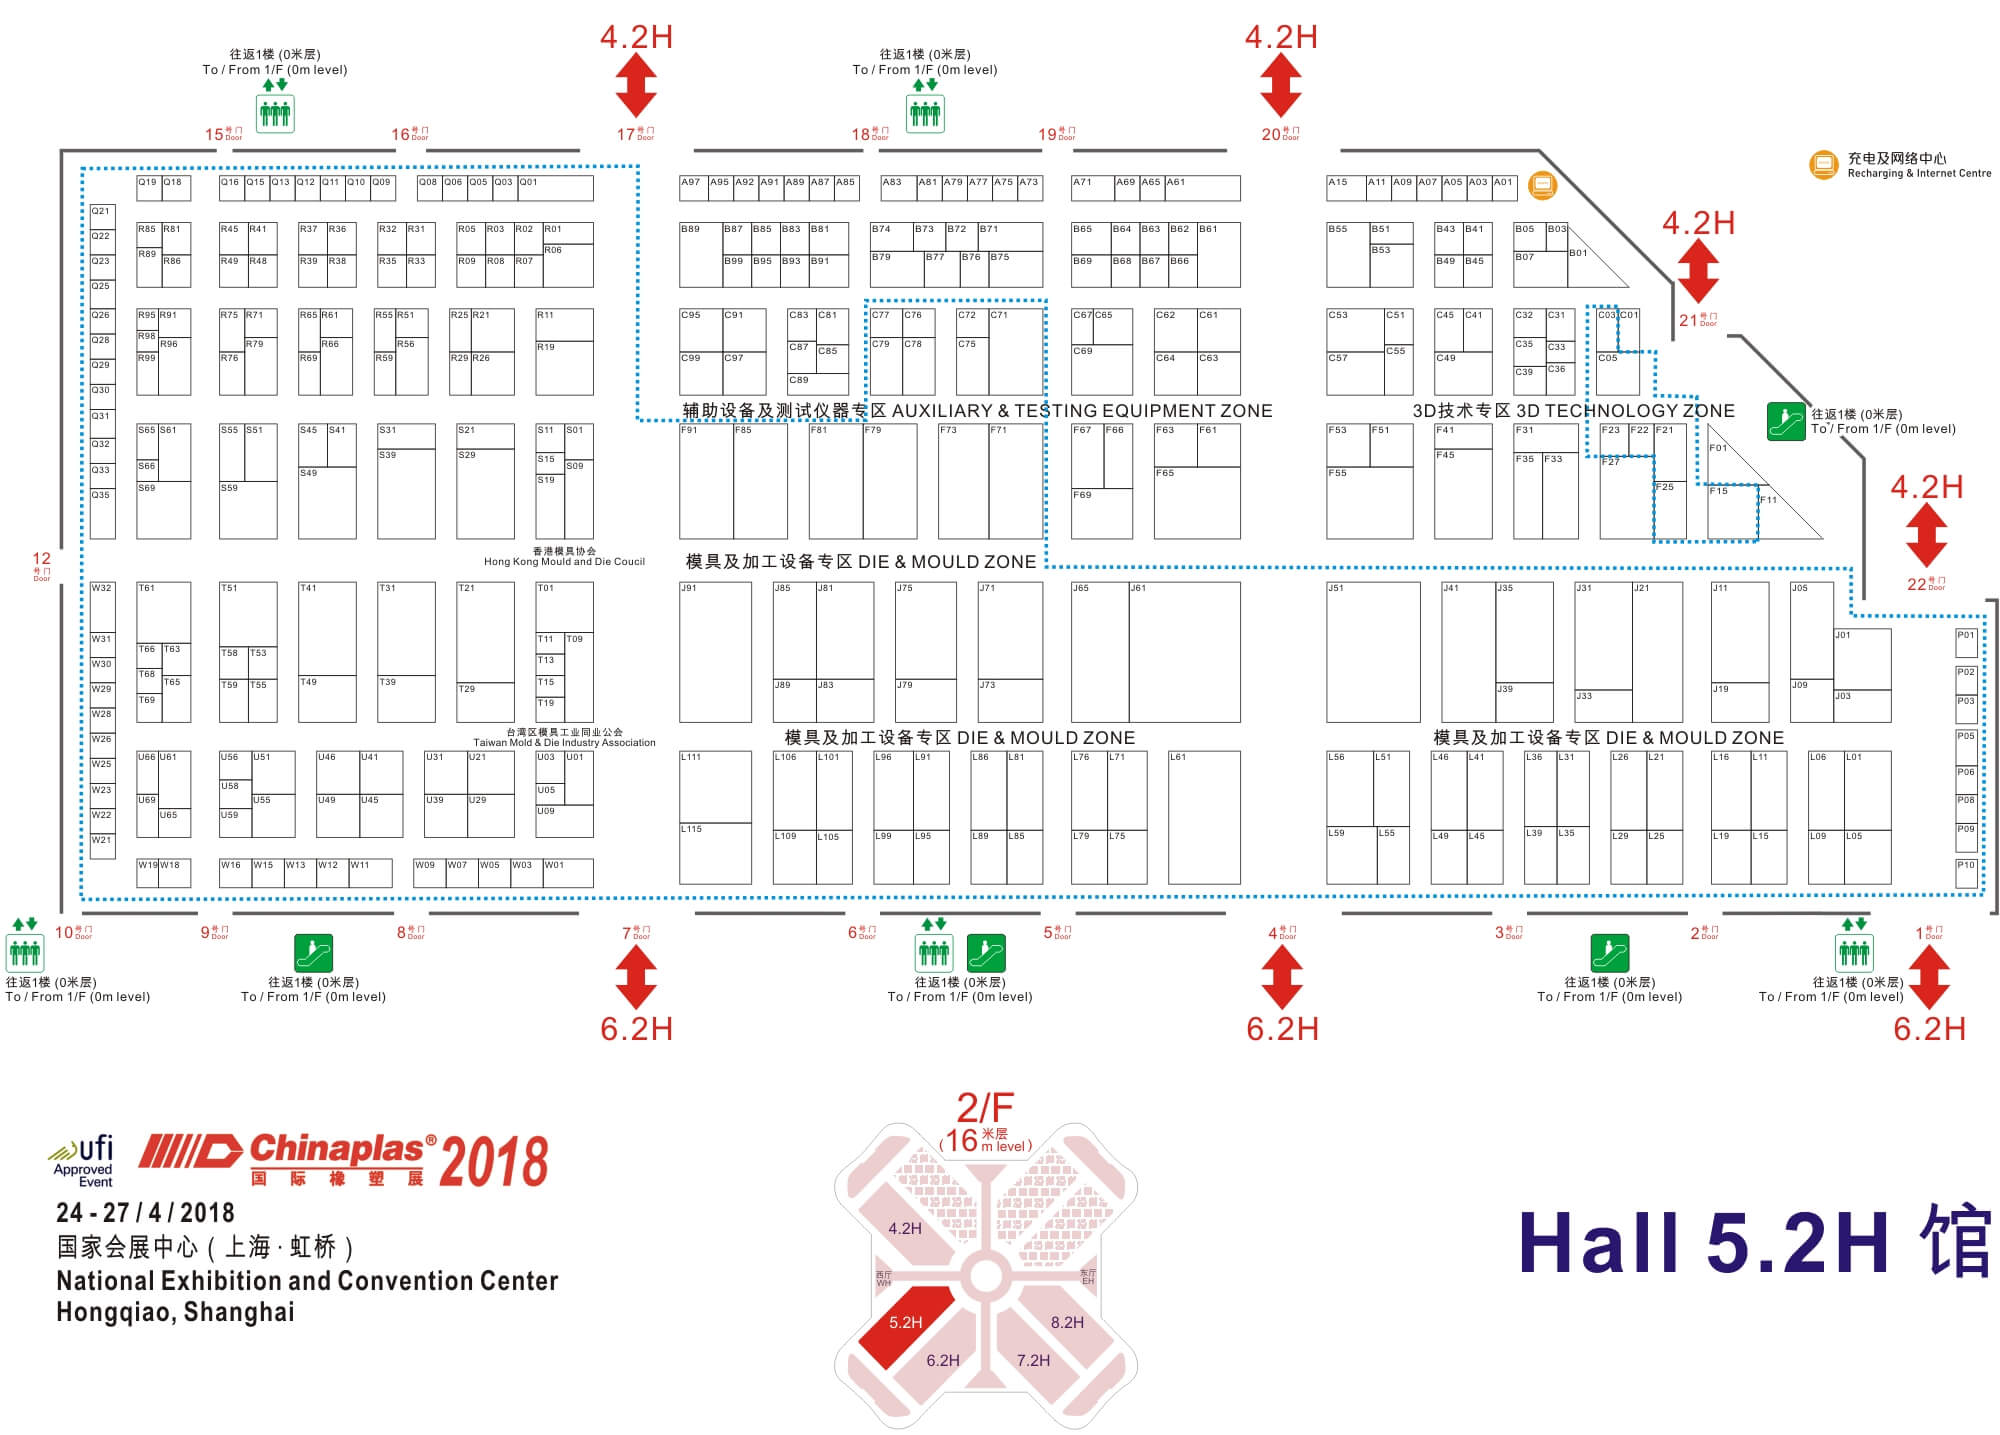 4.2H
4.2H
往返1楼 (0米层)
To / From 1/F (0m level)
往返1楼 (0米层)
To / From 1/F (0m level)
15号门 Door
16号门 Door
17号门 Door
18号门 Door
19号门 Door
20号门 Door
充电及网络中心
Recharging & Internet Centre
Q19 Q18 Q16 Q15 Q13 Q12 Q11 Q10 Q09 Q08 Q06 Q05 Q03 Q01 A97 A95 A92 A91 A89 A87 A85 A83 A81 A79 A77 A75 A73 A71 A69 A65 A61 A15 A11 A09 A07 A05 A03 A01
4.2H
21号门 Door
Q21
Q22
Q23
Q25
Q26
Q28
Q29
Q30
Q31
Q32
Q33
Q35
R85 R81 R45 R41 R37 R36 R32 R31 R05 R03 R02 R01 B89 B87 B85 B83 B81 B74 B73 B72 B71 B65 B64 B63 B62 B61 B55 B51 B43 B41 B05 B03
R06 B53 B01
R89 R86 R49 R48 R39 R38 R35 R33 R09 R08 R07 B99 B95 B93 B91 B79 B77 B76 B75 B69 B68 B67 B66 B49 B45 B07
R95 R91 R75 R71 R65 R61 R55 R51 R25 R21 R11 C95 C91 C83 C81 C77 C76 C72 C71 C67 C65 C62 C61 C53 C51 C45 C41 C32 C31 C03 C01
R98 R96 R79 R66 R56 R19 C87 C85 C79 C78 C75 C69 C55 C35 C33
R99 R76 R69 R59 R29 R26 C99 C97 C89 C64 C63 C57 C49 C39 C36 C05
辅助设备及测试仪器专区 AUXILIARY & TESTING EQUIPMENT ZONE
3D技术专区 3D TECHNOLOGY ZONE
往返1楼 (0米层)
To / From 1/F (0m level)
S65 S61 S55 S51 S45 S41 S31 S21 S11 S01 F91 F85 F81 F79 F73 F71 F67 F66 F63 F61 F53 F51 F41 F31 F23 F22 F21 F01
S66 S39 S29 S15 S09 F45 F35 F33 F27
S69 S59 S49 S19 F69 F65 F55 F25 F15 F11
4.2H
22号门 Door
12
号门
Door
香港模具协会
Hong Kong Mould and Die Coucil
模具及加工设备专区 DIE & MOULD ZONE
W32
W31
W30
W29
W28
W26
W25
W23
W22
W21
T61 T51 T41 T31 T21 T01 J91 J85 J81 J75 J71 J65 J61 J51 J41 J35 J31 J21 J11 J05
T11 T09 J01
T66 T63 T58 T53 T13
T68 T65 T59 T55 T49 T39 T29 T15 J89 J83 J79 J73 J39 J33 J19 J09 J03
T69 T19
P01
P02
P03
P05
P06
P08
P09
P10
台湾区模具工业同业公会
Taiwan Mold & Die Industry Association
模具及加工设备专区 DIE & MOULD ZONE
模具及加工设备专区 DIE & MOULD ZONE
U66 U61 U56 U51 U46 U41 U31 U21 U03 U01 L111 L106 L101 L96 L91 L86 L81 L76 L71 L61 L56 L51 L46 L41 L36 L31 L26 L21 L16 L11 L06 L01
U58 U05
U69 U65 U59 U55 U49 U45 U39 U29 U09 L115 L109 L105 L99 L95 L89 L85 L79 L75 L59 L55 L49 L45 L39 L35 L29 L25 L19 L15 L09 L05
W19 W18 W16 W15 W13 W12 W11 W09 W07 W05 W03 W01
10号门 Door
9号门 Door
8号门 Door
7号门 Door
6号门 Door
5号门 Door
4号门 Door
3号门 Door
2号门 Door
1号门 Door
往返1楼 (0米层)
To / From 1/F (0m level)
往返1楼 (0米层)
To / From 1/F (0m level)
往返1楼 (0米层)
To / From 1/F (0m level)
往返1楼 (0米层)
To / From 1/F (0m level)
往返1楼 (0米层)
To / From 1/F (0m level)
6.2H
6.2H
6.2H
ufi
Approved
Event
Chinaplas® 2018
国际橡塑展
24 - 27 / 4 / 2018
国家会展中心 ( 上海 · 虹桥 )
National Exhibition and Convention Center
Hongqiao, Shanghai
2/F
(16米层 m level)
4.2H
西厅
WH
东厅
EH
5.2H
8.2H
6.2H
7.2H
Hall 5.2H 馆